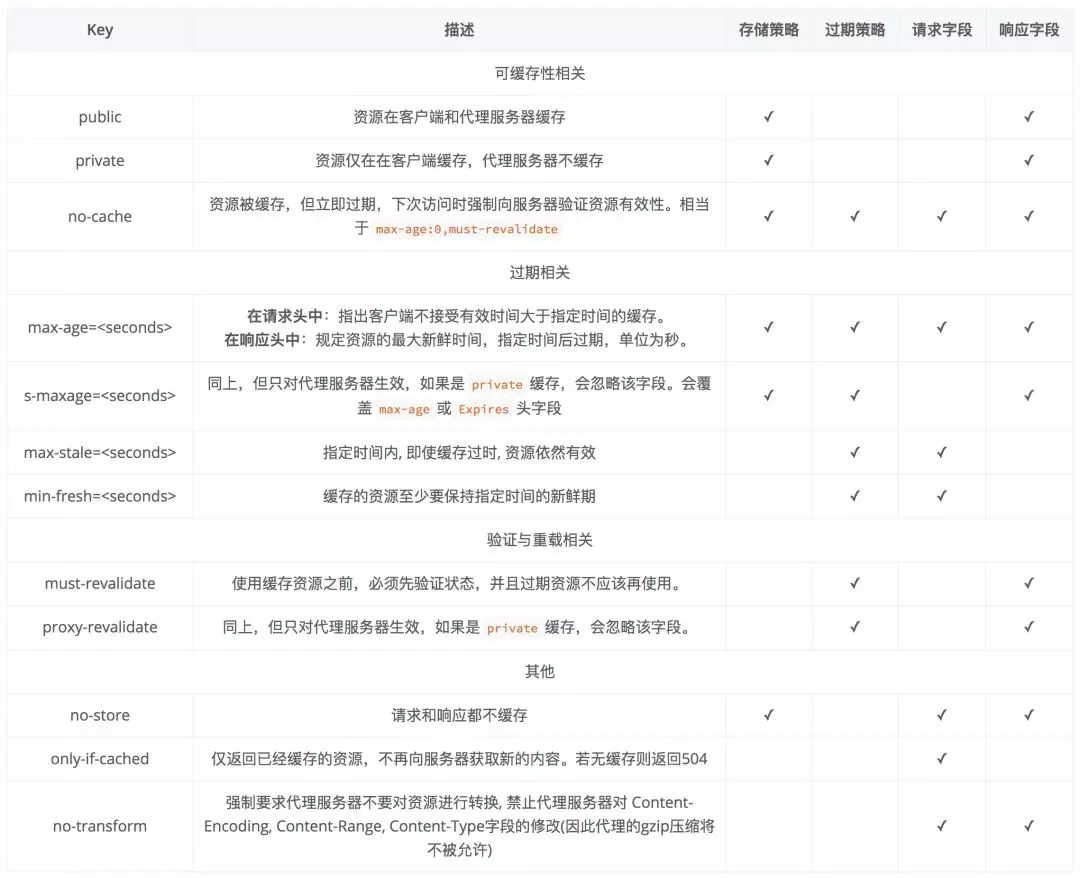 Key 描述 存储策略 过期策略 请求字段 响应字段
可缓存性相关
public 资源在客户端和代理服务器缓存 ✓ ✓
private 资源仅在在客户端缓存，代理服务器不缓存 ✓ ✓
no-cache 资源被缓存，但立即过期，下次访问时强制向服务器验证资源有效性。相当
于 max-age:0,must-revalidate ✓ ✓ ✓ ✓
过期相关
max-age=<seconds> 在请求头中：指出客户端不接受有效时间大于指定时间的缓存。
在响应头中：规定资源的最大新鲜时间，指定时间后过期，单位为秒。 ✓ ✓ ✓ ✓
s-maxage=<seconds> 同上，但只对代理服务器生效，如果是 private 缓存，会忽略该字段。会覆
盖 max-age 或 Expires 头字段 ✓ ✓ ✓
max-stale=<seconds> 指定时间内, 即使缓存过时, 资源依然有效 ✓ ✓
min-fresh=<seconds> 缓存的资源至少要保持指定时间的新鲜期 ✓ ✓
验证与重载相关
must-revalidate 使用缓存资源之前，必须先验证状态，并且过期资源不应该再使用。 ✓ ✓
proxy-revalidate 同上，但只对代理服务器生效，如果是 private 缓存，会忽略该字段。 ✓ ✓
其他
no-store 请求和响应都不缓存 ✓ ✓ ✓
only-if-cached 仅返回已经缓存的资源，不再向服务器获取新的内容。若无缓存则返回504 ✓
no-transform 强制要求代理服务器不要对资源进行转换, 禁止代理服务器对 Content-
Encoding, Content-Range, Content-Type字段的修改(因此代理的gzip压缩将
不被允许) ✓ ✓